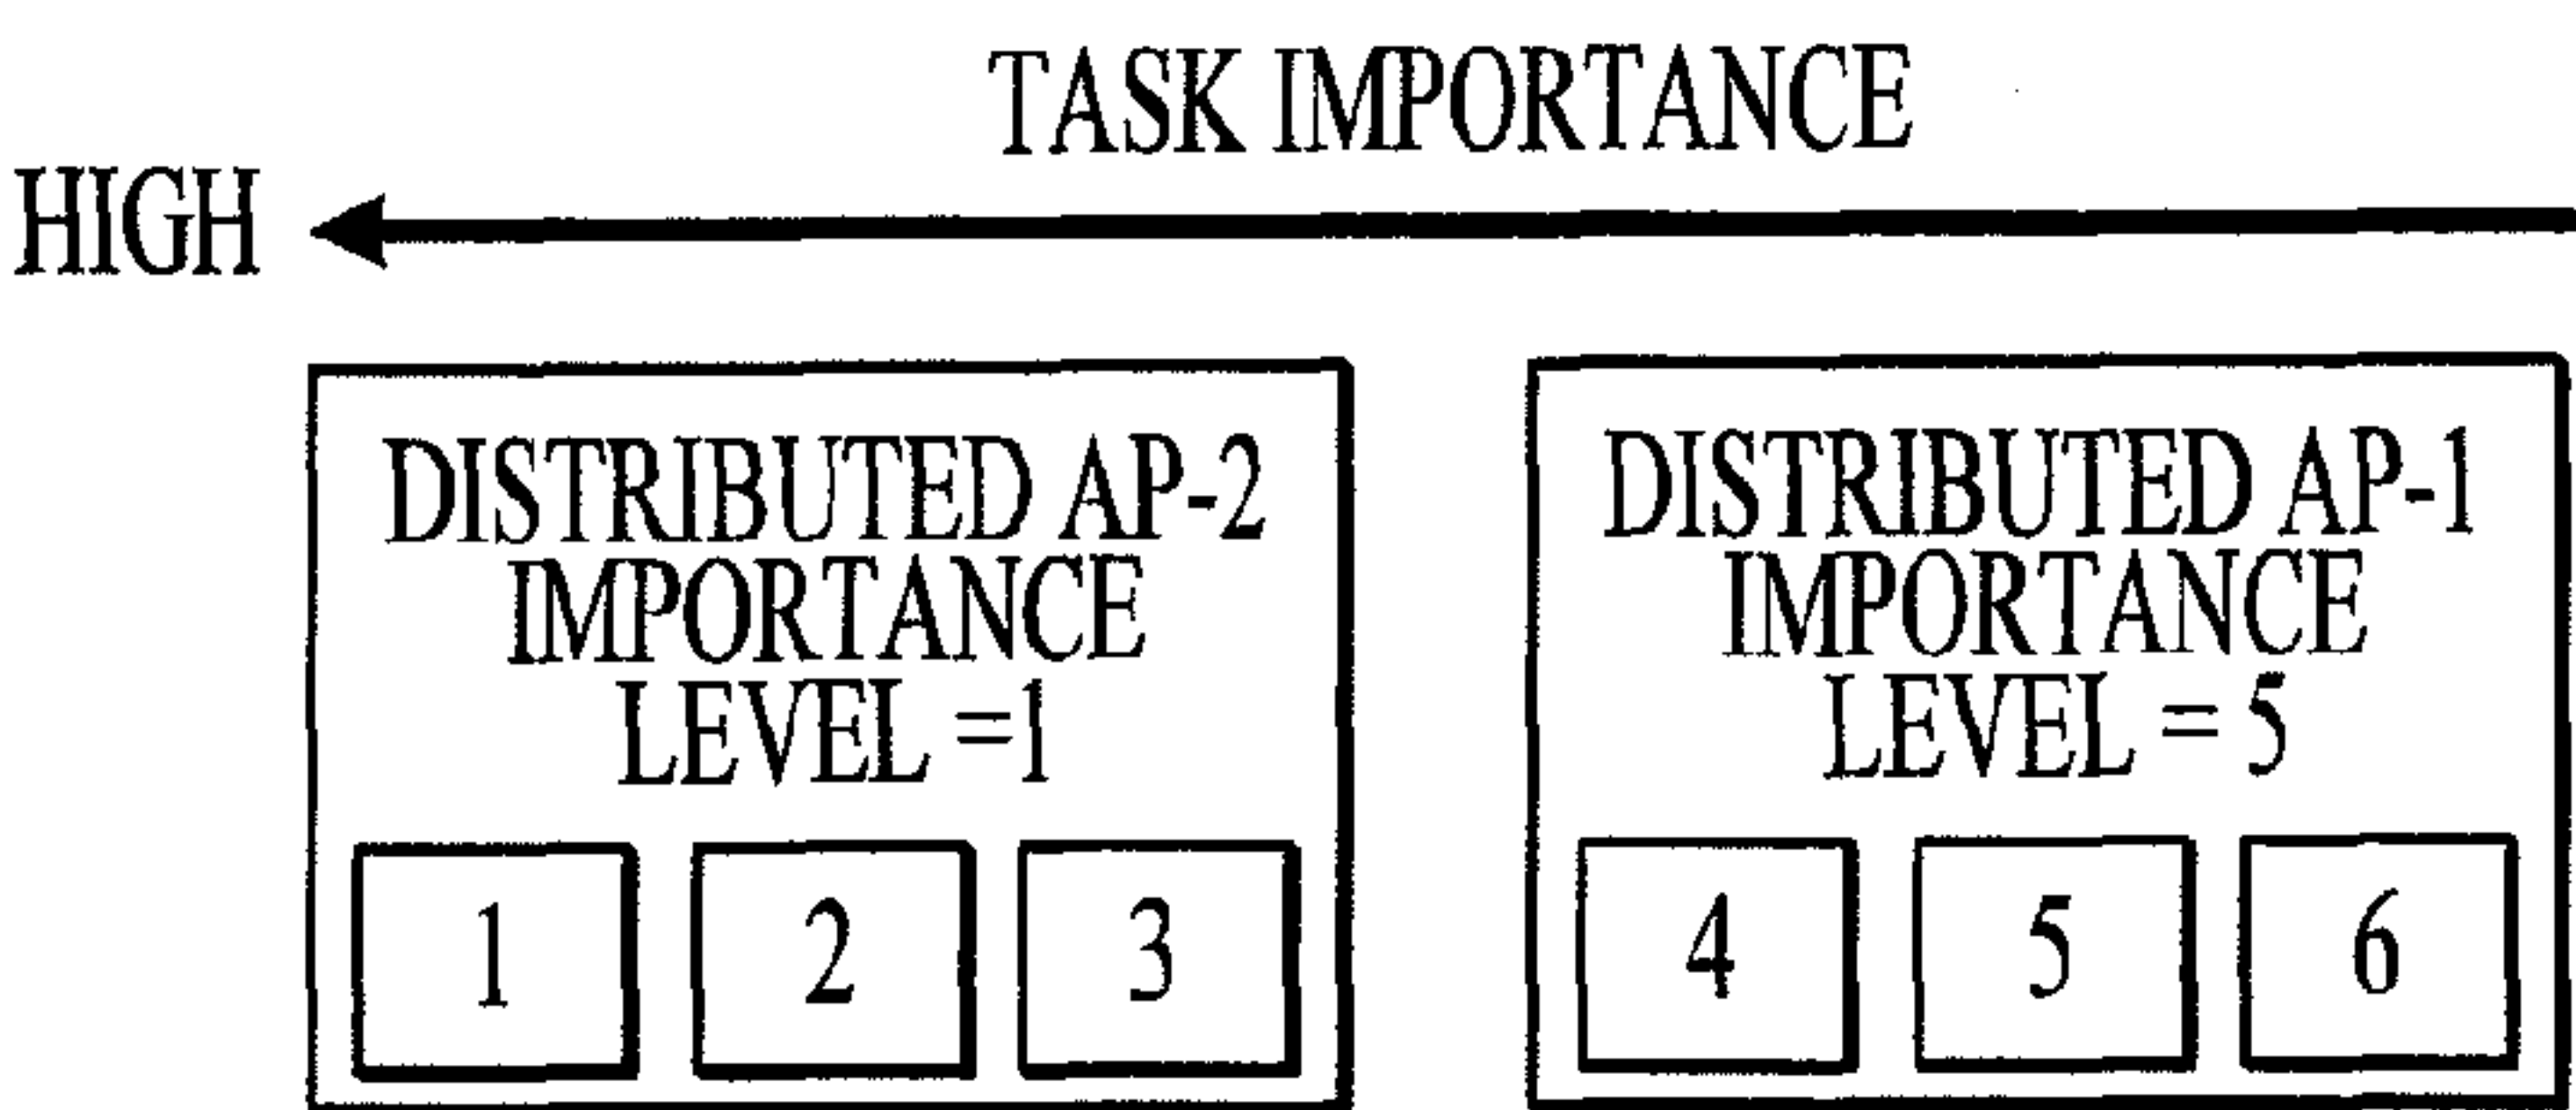 TASK IMPORTANCE
HIGH
DISTRIBUTED AP-2
IMPORTANCE
LEVEL =1
1 2 3
DISTRIBUTED AP-1
IMPORTANCE
LEVEL = 5
4 5 6